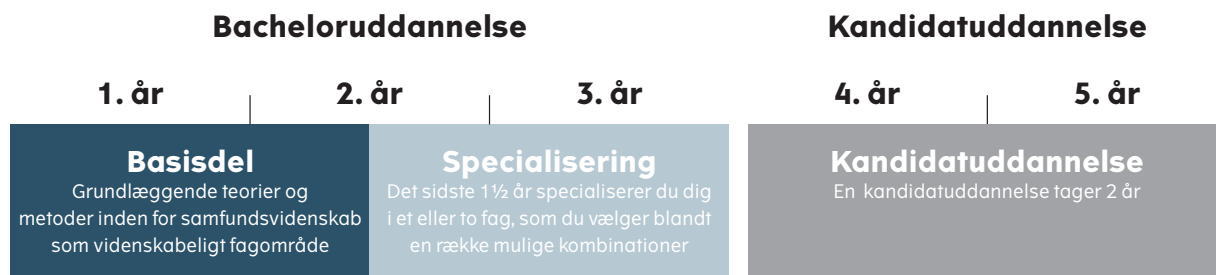 Bacheloruddannelse
Kandidatuddannelse
1. år
2. år
3. år
4. år
5. år
Basisdel
Grundlæggende teorier og
metoder inden for samfundsvidenskab
som videnskabeligt fagområde
Specialisering
Det sidste 1½ år specialiserer du dig
i et eller to fag, som du vælger blandt
en række mulige kombinationer
Kandidatuddannelse
En kandidatuddannelse tager 2 år